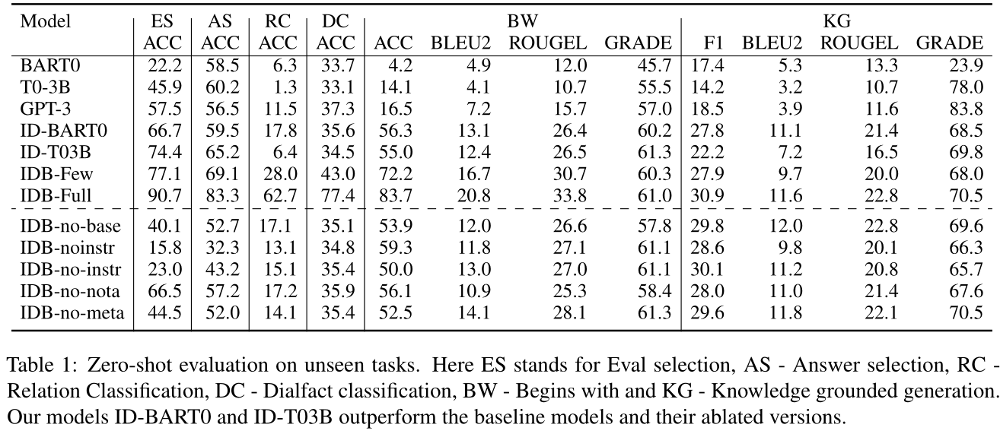 Model ES AS RC DC BW KG
ACC ACC ACC ACC ACC BLEU2 ROUGEL GRADE F1 BLEU2 ROUGEL GRADE
BART0 22.2 58.5 6.3 33.7 4.2 4.9 12.0 45.7 17.4 5.3 13.3 23.9
T0-3B 45.9 60.2 1.3 33.1 14.1 4.1 10.7 55.5 14.2 3.2 10.7 78.0
GPT-3 57.5 56.5 11.5 37.3 16.5 7.2 15.7 57.0 18.5 3.9 11.6 83.8
ID-BART0 66.7 59.5 17.8 35.6 56.3 13.1 26.4 60.2 27.8 11.1 21.4 68.5
ID-T03B 74.4 65.2 6.4 34.5 55.0 12.4 26.5 61.3 22.2 7.2 16.5 69.8
IDB-Few 77.1 69.1 28.0 43.0 72.2 16.7 30.7 60.3 27.9 9.7 20.0 68.0
IDB-Full 90.7 83.3 62.7 77.4 83.7 20.8 33.8 61.0 30.9 11.6 22.8 70.5
IDB-no-base 40.1 52.7 17.1 35.1 53.9 12.0 26.6 57.8 29.8 12.0 22.8 69.6
IDB-noinstr 15.8 32.3 13.1 34.8 59.3 11.8 27.1 61.1 28.6 9.8 20.1 66.3
IDB-no-instr 23.0 43.2 15.1 35.4 50.0 13.0 27.0 61.1 30.1 11.2 20.8 65.7
IDB-no-nota 66.5 57.2 17.2 35.9 56.1 10.9 25.3 58.4 28.0 11.0 21.4 67.6
IDB-no-meta 44.5 52.0 14.1 35.4 52.5 14.1 28.1 61.3 29.6 11.8 22.1 70.5
Table 1: Zero-shot evaluation on unseen tasks. Here ES stands for Eval selection, AS - Answer selection, RC -
Relation Classification, DC - Dialfact classification, BW - Begins with and KG - Knowledge grounded generation.
Our models ID-BART0 and ID-T03B outperform the baseline models and their ablated versions.